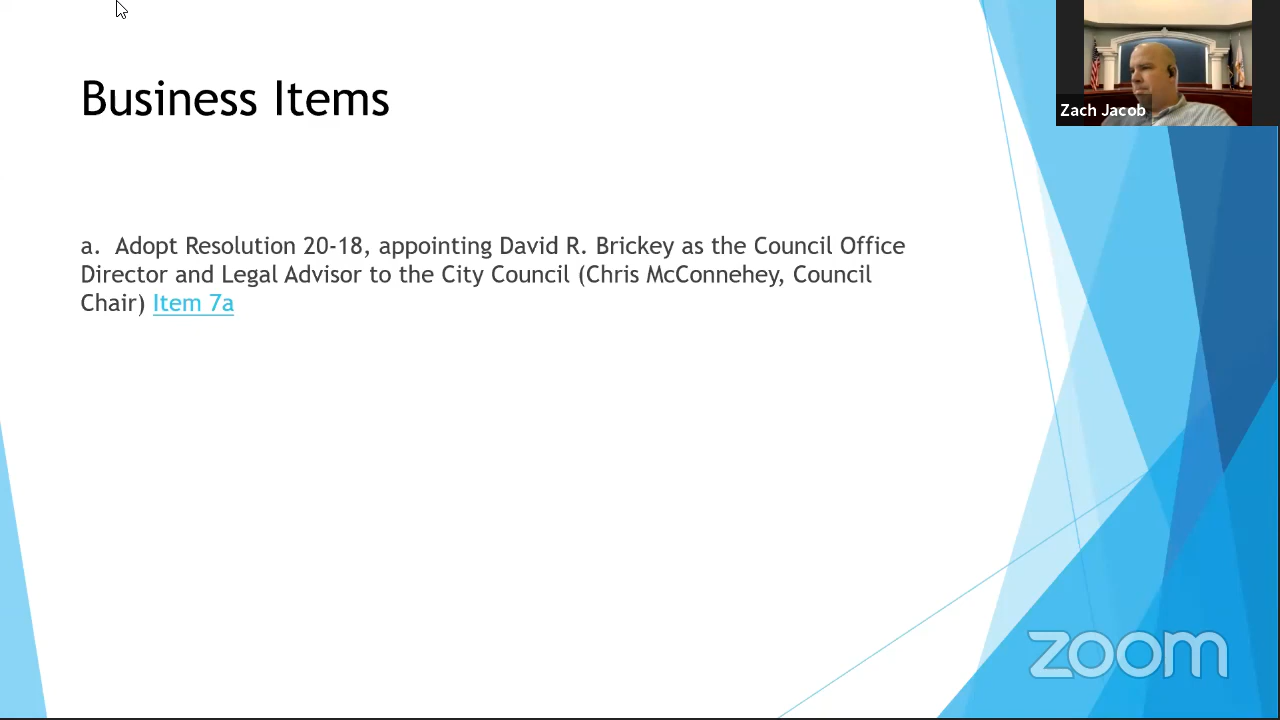 Business Items
Zach Jacob
a. Adopt Resolution 20-18, appointing David R. Brickey as the Council Office
Director and Legal Advisor to the City Council (Chris McConnehey, Council
Chair) Item 7a
zoom